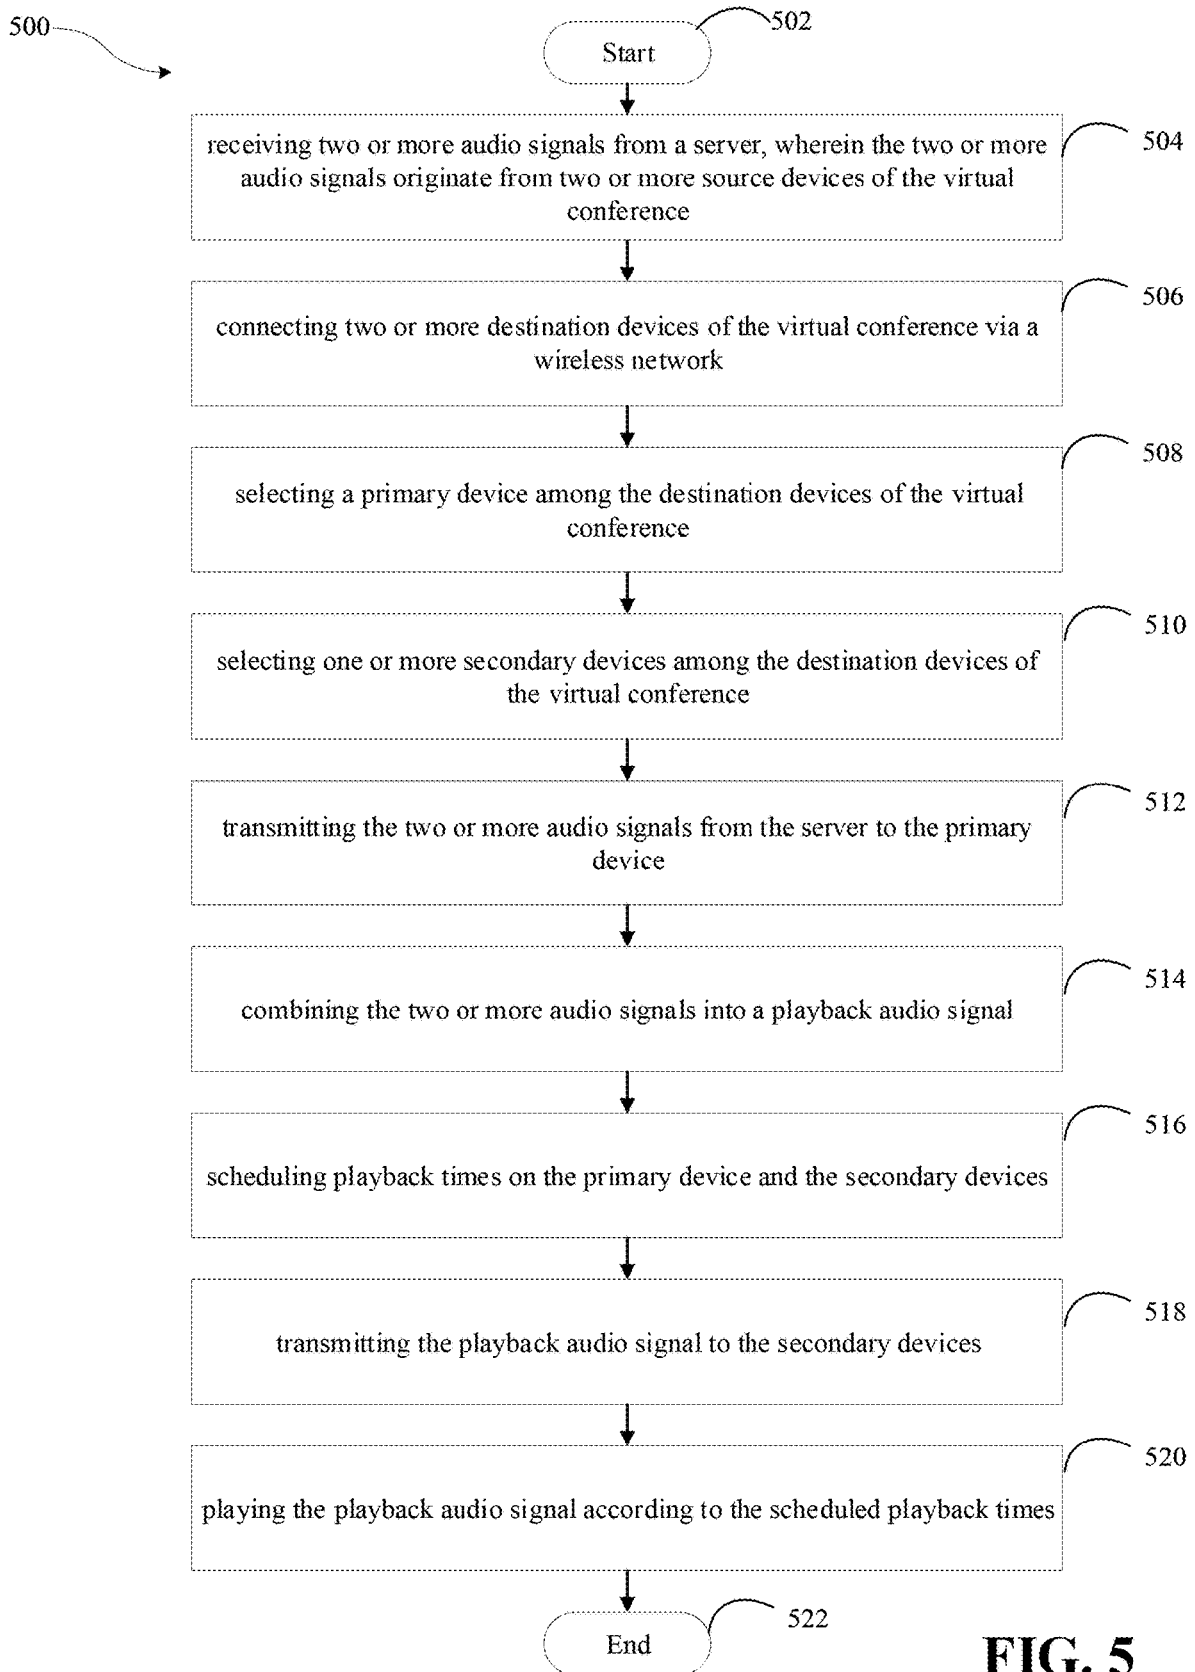 500
502
Start
receiving two or more audio signals from a server, wherein the two or more
audio signals originate from two or more source devices of the virtual
conference
504
connecting two or more destination devices of the virtual conference via a
wireless network
506
selecting a primary device among the destination devices of the virtual
conference
508
selecting one or more secondary devices among the destination devices of
the virtual conference
510
transmitting the two or more audio signals from the server to the primary
device
512
combining the two or more audio signals into a playback audio signal
514
scheduling playback times on the primary device and the secondary devices
516
transmitting the playback audio signal to the secondary devices
518
playing the playback audio signal according to the scheduled playback times
520
End
522
FIG. 5